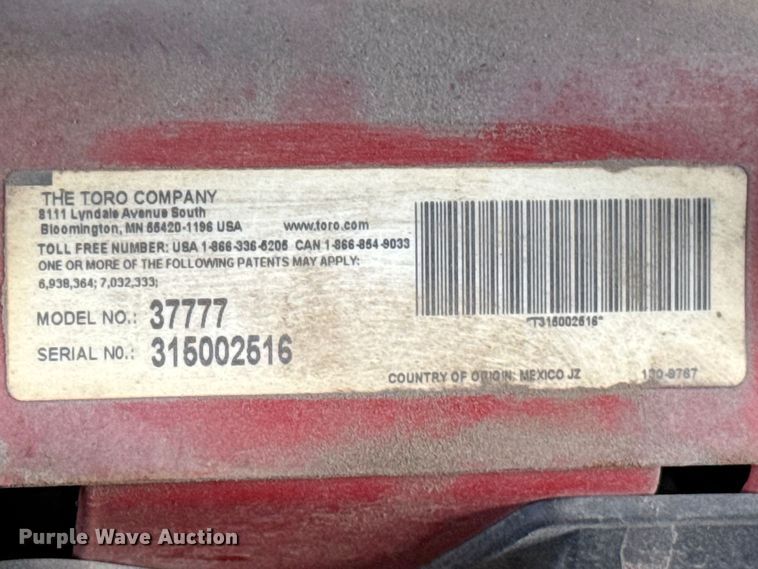 THE TORO COMPANY
8111 Lyndale Avenue South
Bloomington, MN 55420-1196 USA www.toro.com
TOLL FREE NUMBER: USA 1-866-336-5205 CAN 1-866-854-9033
ONE OR MORE OF THE FOLLOWING PATENTS MAY APPLY:
6,938,364; 7,032,333;
MODEL NO.: 37777
SERIAL NO.: 315002516
*T315002516*
COUNTRY OF ORIGIN: MEXICO JZ
Purple Wave Auction